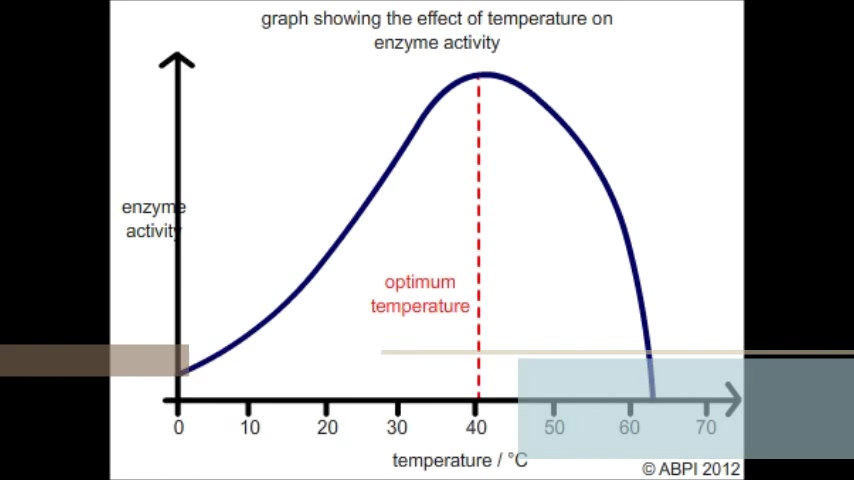 graph showing the effect of temperature on
enzyme activity
enzyme
activity
optimum
temperature
0 10 20 30 40 50 60 70
temperature / °C
© ABPI 2012